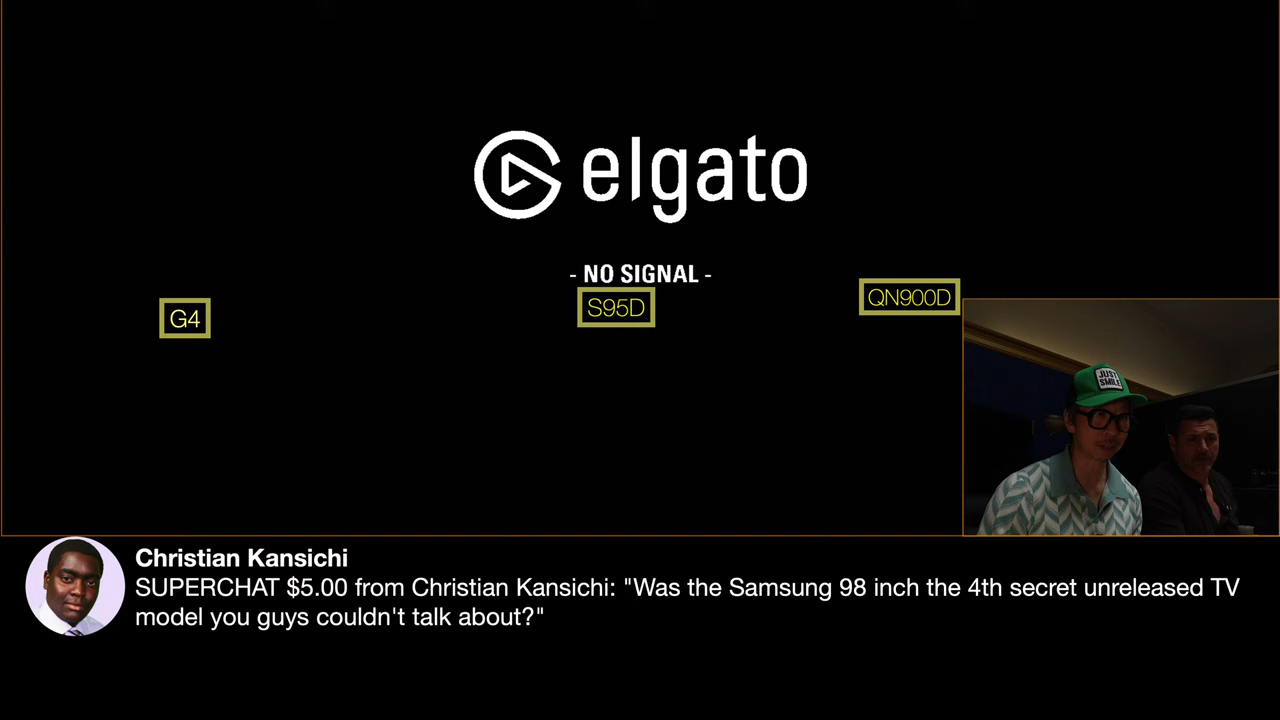 elgato
- NO SIGNAL -
G4
S95D
QN900D
JUST
SMILE
Christian Kansichi
SUPERCHAT $5.00 from Christian Kansichi: "Was the Samsung 98 inch the 4th secret unreleased TV
model you guys couldn't talk about?"